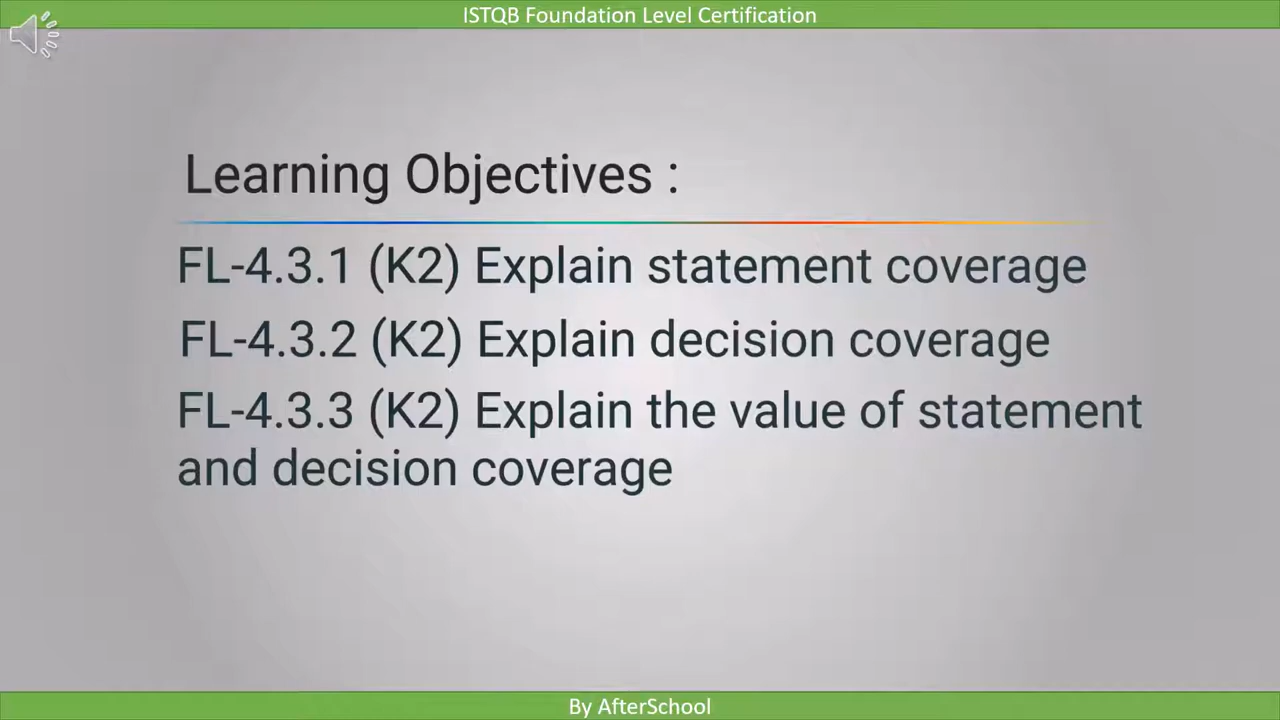 ISTQB Foundation Level Certification
Learning Objectives :
FL-4.3.1 (K2) Explain statement coverage
FL-4.3.2 (K2) Explain decision coverage
FL-4.3.3 (K2) Explain the value of statement
and decision coverage
By AfterSchool